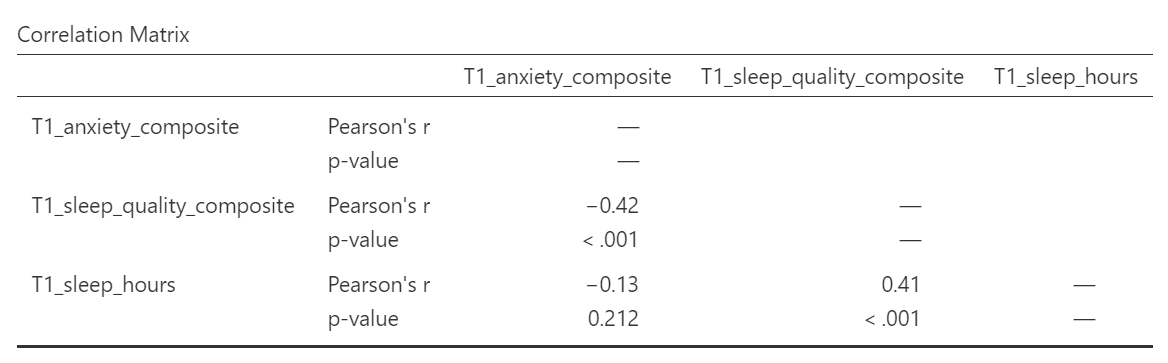 Correlation Matrix
T1_anxiety_composite T1_sleep_quality_composite T1_sleep_hours
T1_anxiety_composite Pearson's r —
p-value —
T1_sleep_quality_composite Pearson's r −0.42 —
p-value < .001 —
T1_sleep_hours Pearson's r −0.13 0.41 —
p-value 0.212 < .001 —